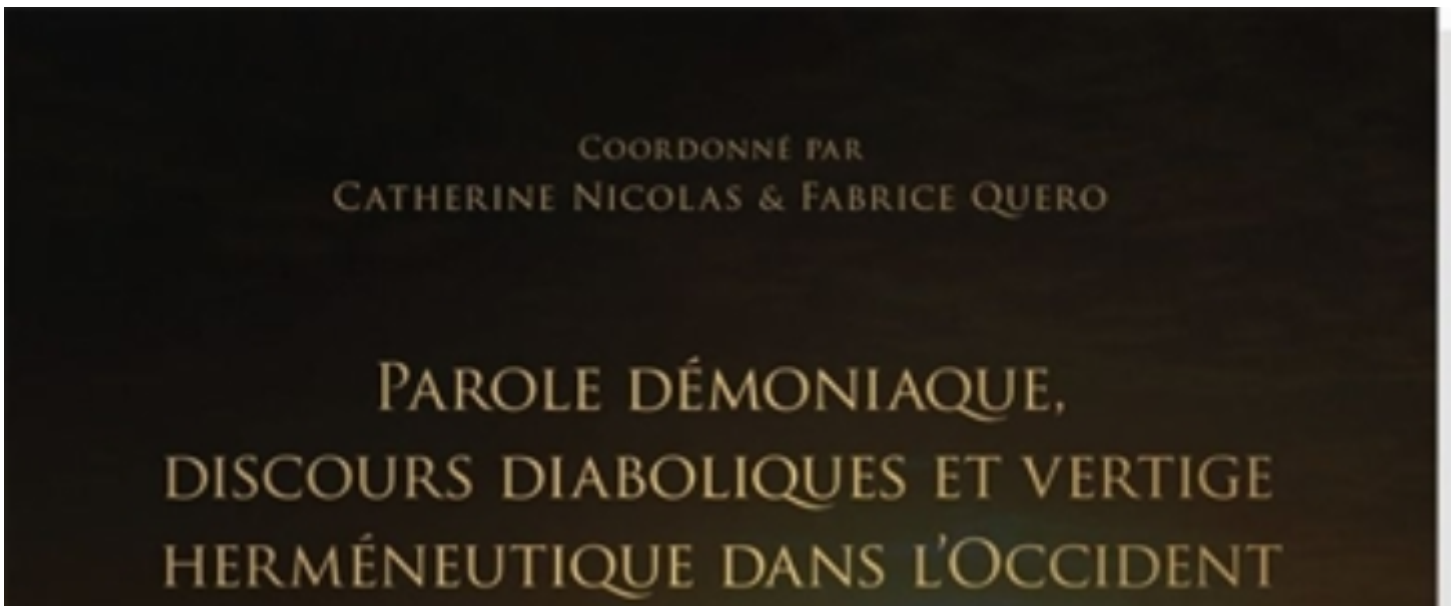 Coordonné par
Catherine Nicolas & Fabrice Quero
Parole démoniaque,
discours diaboliques et vertige
herméneutique dans l'Occident